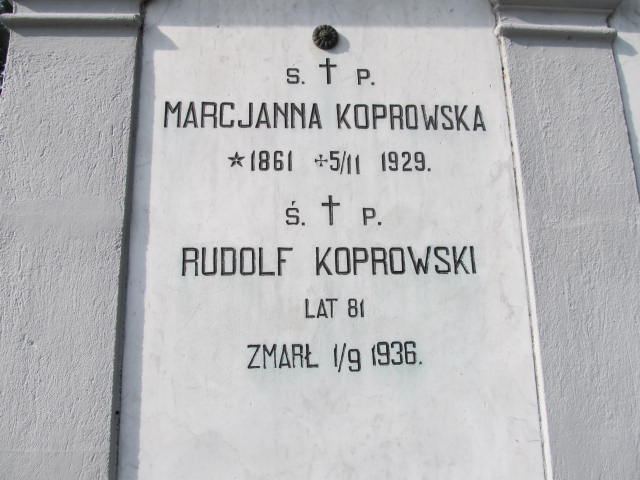 S. † P.
MARCJANNA KOPROWSKA
*1861 ✠5/11 1929.
Ś. † P.
RUDOLF KOPROWSKI
LAT 81
ZMARŁ 1/9 1936.